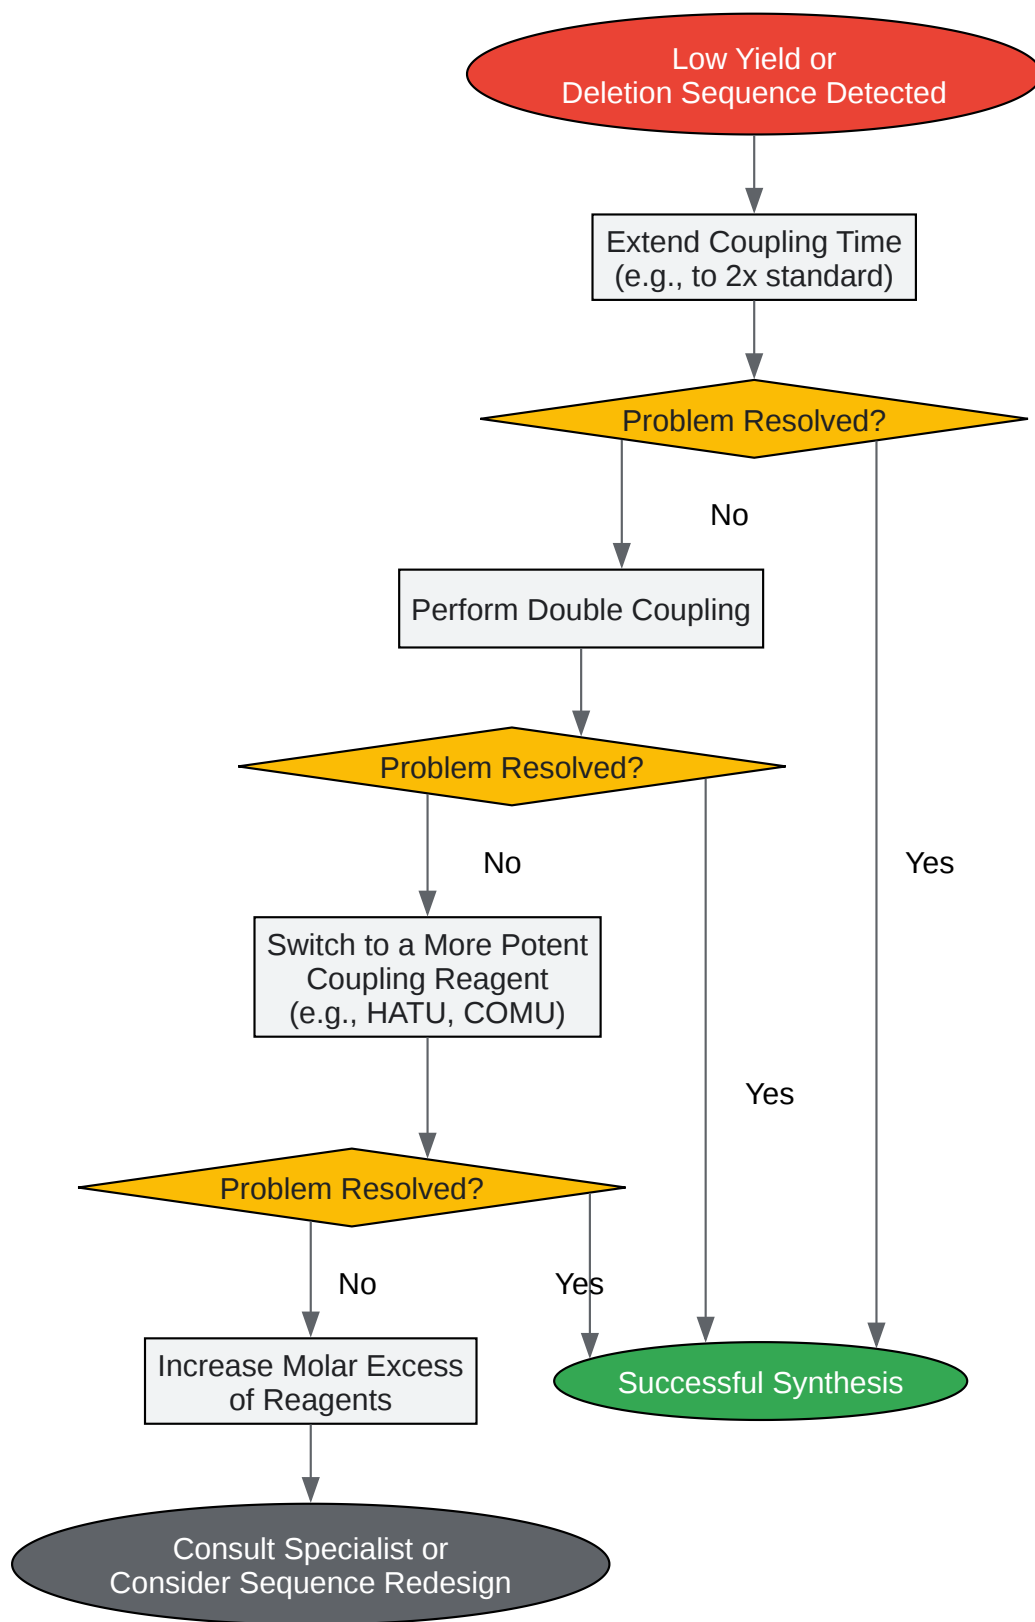 Low Yield or
Deletion Sequence Detected
Extend Coupling Time
(e.g., to 2x standard)
Problem Resolved?
No
Perform Double Coupling
Problem Resolved?
No
Yes
Switch to a More Potent
Coupling Reagent
(e.g., HATU, COMU)
Yes
Problem Resolved?
No
Yes
Increase Molar Excess
of Reagents
Successful Synthesis
Consult Specialist or
Consider Sequence Redesign